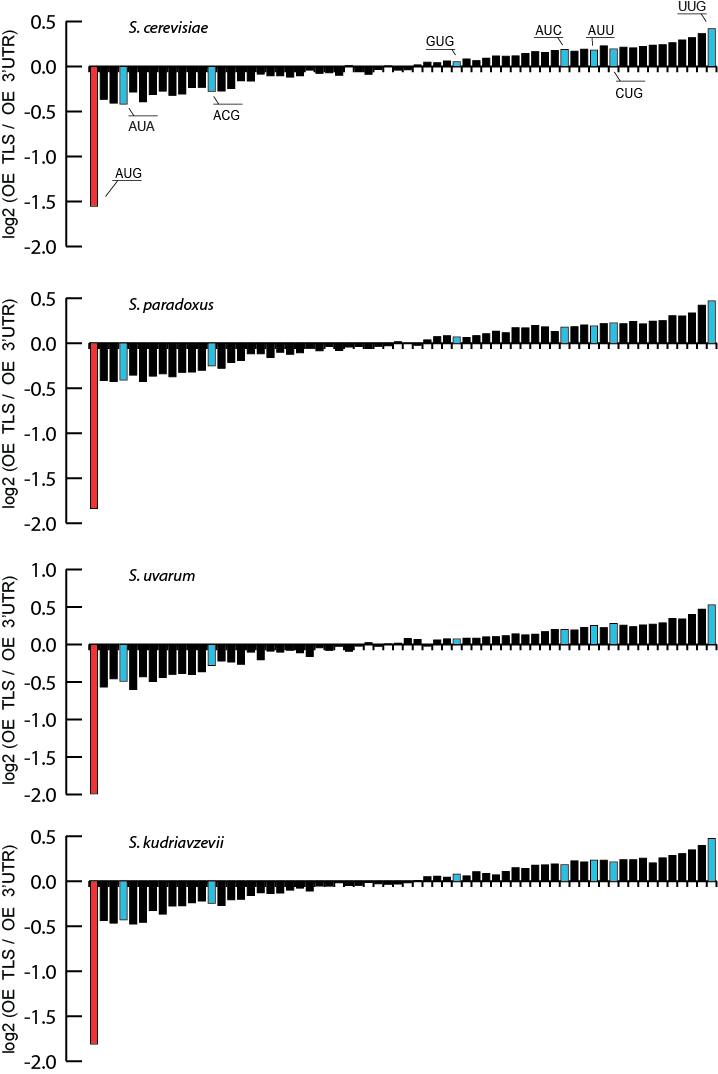 UUG
0.5
S. cerevisiae
GUG
AUC
AUU
0.0
CUG
-0.5
AUA
ACG
-1.0
AUG
-1.5
-2.0
log2 (OE TLS / OE 3'UTR)
0.5
S. paradoxus
0.0
-0.5
-1.0
-1.5
-2.0
log2 (OE TLS / OE 3'UTR)
1.0
S. uvarum
0.5
0.0
-0.5
-1.0
-1.5
-2.0
log2 (OE TLS / OE 3'UTR)
0.5
S. kudriavzevii
0.0
-0.5
-1.0
-1.5
-2.0
log2 (OE TLS / OE 3'UTR)